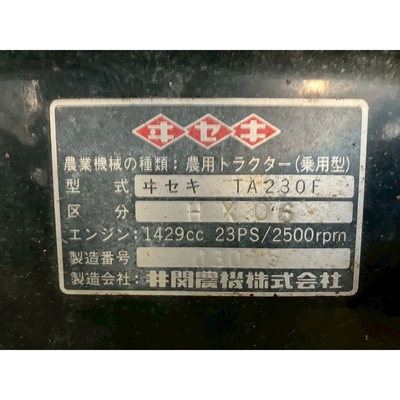 ヰセキ
農業機械の種類：農用トラクター(乗用型)
型式 ヰセキ TA230F
区分
エンジン：1429cc 23PS/2500rpm
製造番号
製造会社：井関農機株式会社